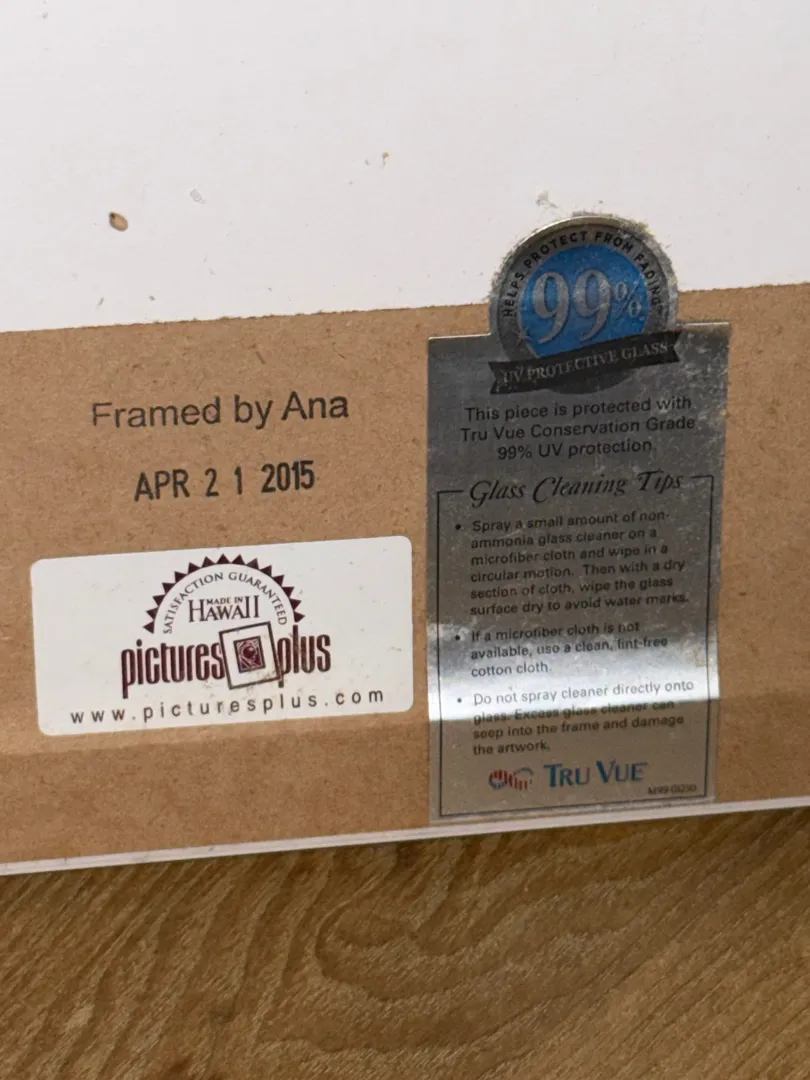 Framed by Ana
APR 2 1 2015
SATISFACTION GUARANTEED
MADE IN
HAWAII
pictures plus
www.picturesplus.com
HELPS PROTECT FROM FADING
99%
UV PROTECTIVE GLASS
This piece is protected with
Tru Vue Conservation Grade
99% UV protection.
Glass Cleaning Tips
• Spray a small amount of non-
ammonia glass cleaner on a
microfiber cloth and wipe in a
circular motion. Then with a dry
section of cloth, wipe the glass
surface dry to avoid water marks.
• If a microfiber cloth is not
available, use a clean, lint-free
cotton cloth.
• Do not spray cleaner directly onto
glass. Excess glass cleaner can
seep into the frame and damage
the artwork.
TRU VUE